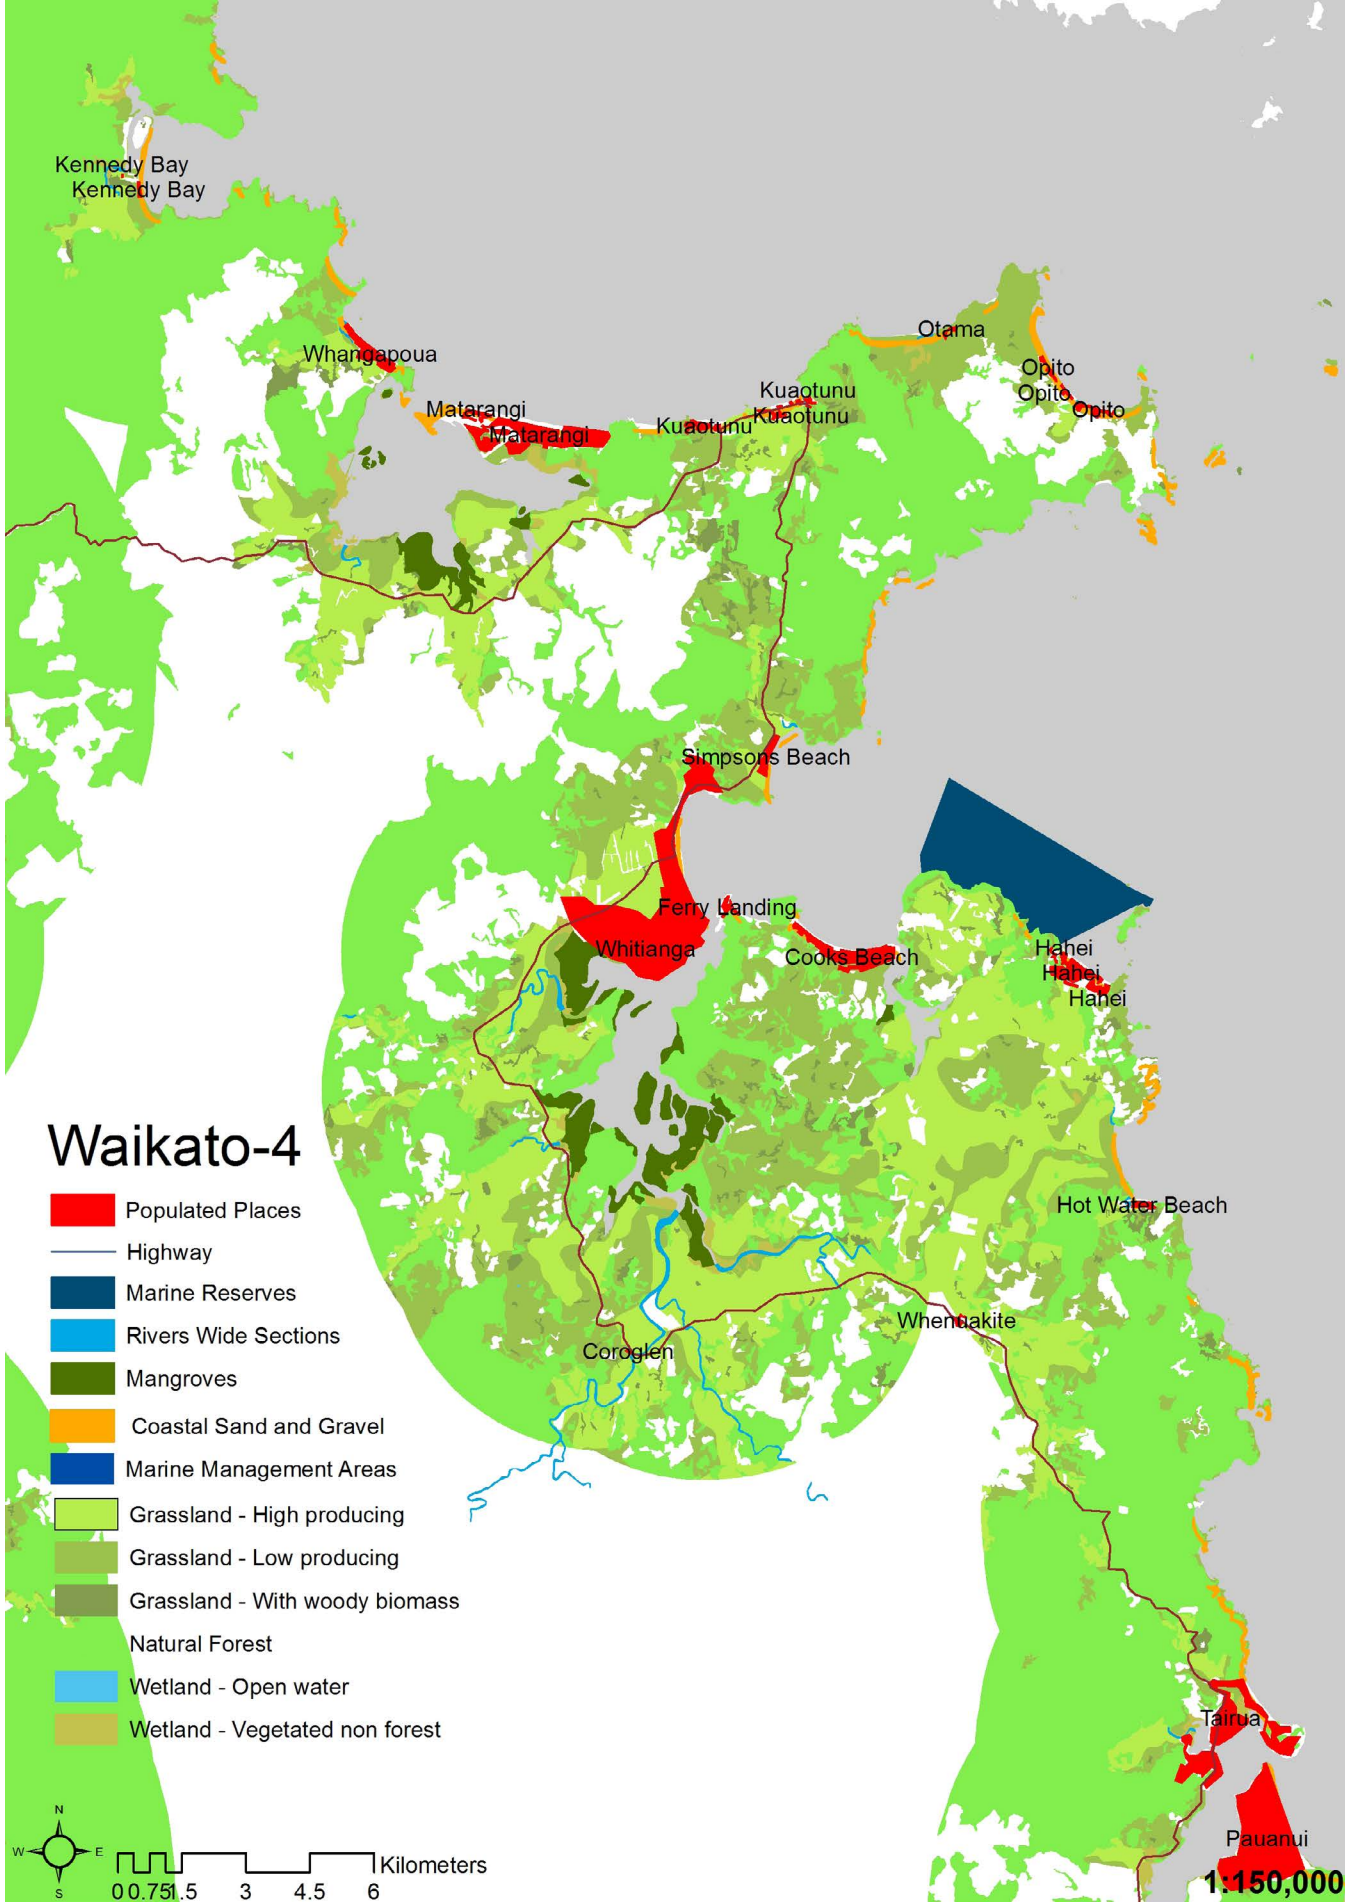 Kennedy Bay
Kennedy Bay
Otama
Whangapoua
Opito
Opito
Opito
Kuaotunu
Matarangi
Kuaotunu
Kuaotunu
Matarangi
Simpsons Beach
Ferry Landing
Whitianga
Cooks Beach
Hahei
Hahei
Hahei
Hot Water Beach
Whenuakite
Coroglen
Tairua
Pauanui
Waikato-4
Populated Places
Highway
Marine Reserves
Rivers Wide Sections
Mangroves
Coastal Sand and Gravel
Marine Management Areas
Grassland - High producing
Grassland - Low producing
Grassland - With woody biomass
Natural Forest
Wetland - Open water
Wetland - Vegetated non forest
N
W E
S
Kilometers
0 0.75 1.5 3 4.5 6
1:150,000